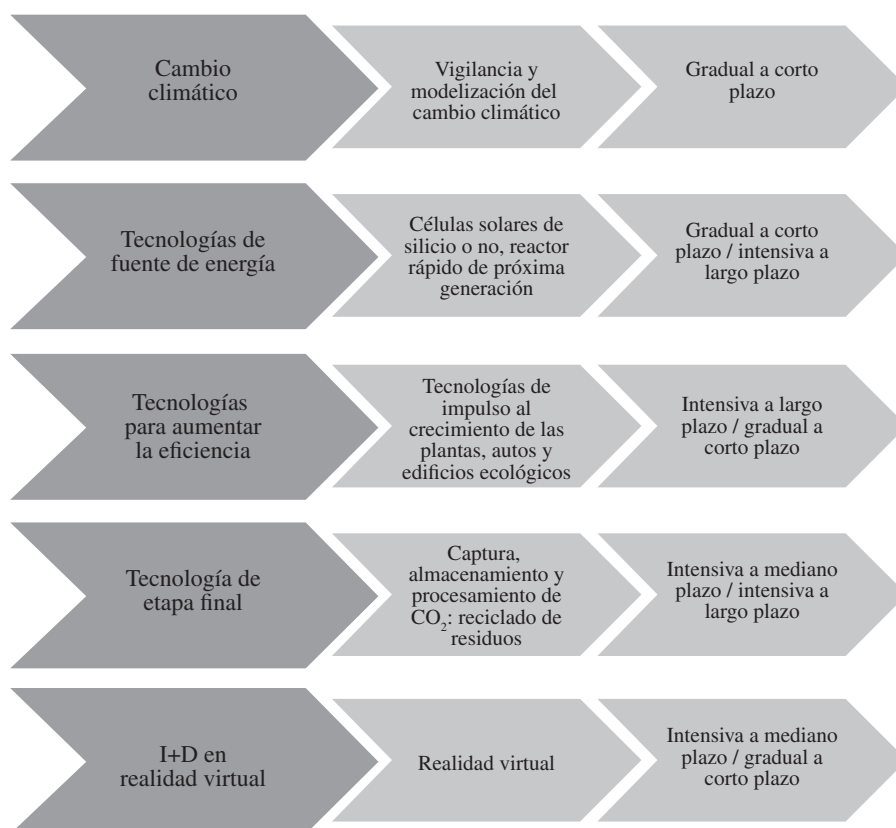 Cambio
climático
Vigilancia y
modelización del
cambio climático
Gradual a corto
plazo
Tecnologías de
fuente de energía
Células solares de
silicio o no, reactor
rápido de próxima
generación
Gradual a corto
plazo / intensiva a
largo plazo
Tecnologías
para aumentar
la eficiencia
Tecnologías de
impulso al
crecimiento de las
plantas, autos y
edificios ecológicos
Intensiva a largo
plazo / gradual a
corto plazo
Tecnología de
etapa final
Captura,
almacenamiento y
procesamiento de
CO₂: reciclado de
residuos
Intensiva a mediano
plazo / intensiva a
largo plazo
I+D en
realidad virtual
Realidad virtual
Intensiva a mediano
plazo / gradual a
corto plazo